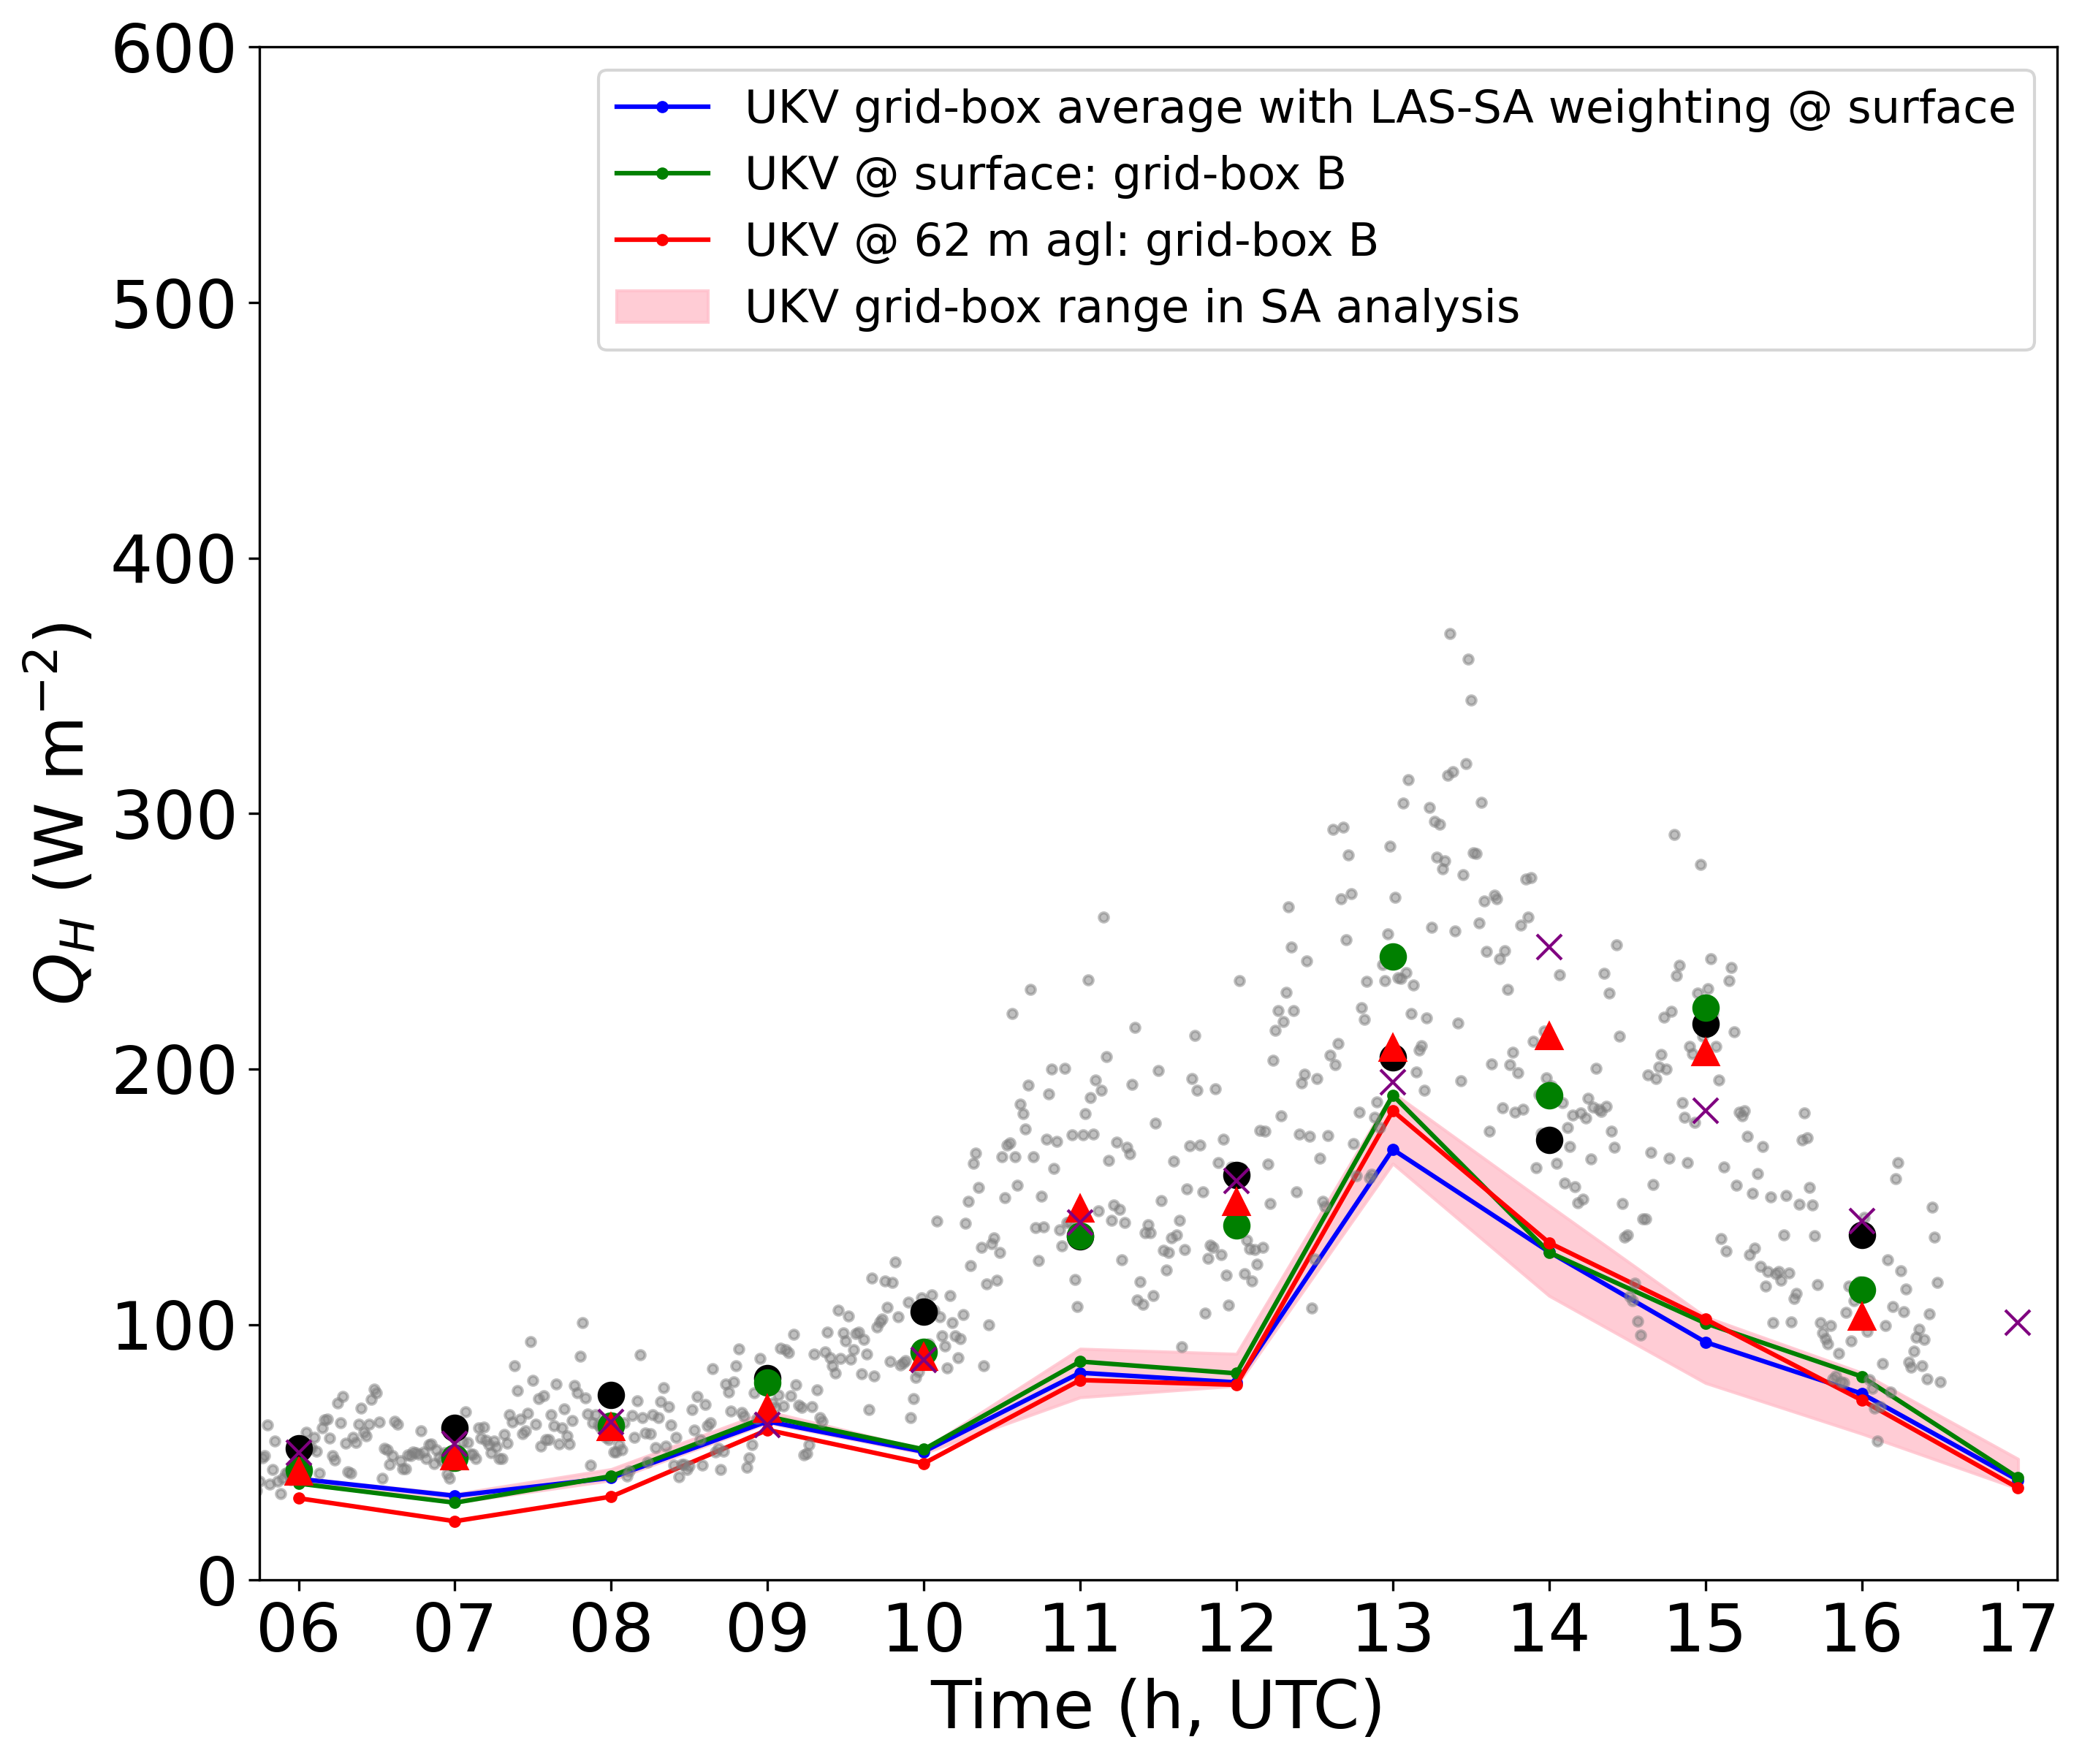 600
500
400
300
200
100
0
Q_H (W m⁻²)
UKV grid-box average with LAS-SA weighting @ surface
UKV @ surface: grid-box B
UKV @ 62 m agl: grid-box B
UKV grid-box range in SA analysis
06 07 08 09 10 11 12 13 14 15 16 17
Time (h, UTC)